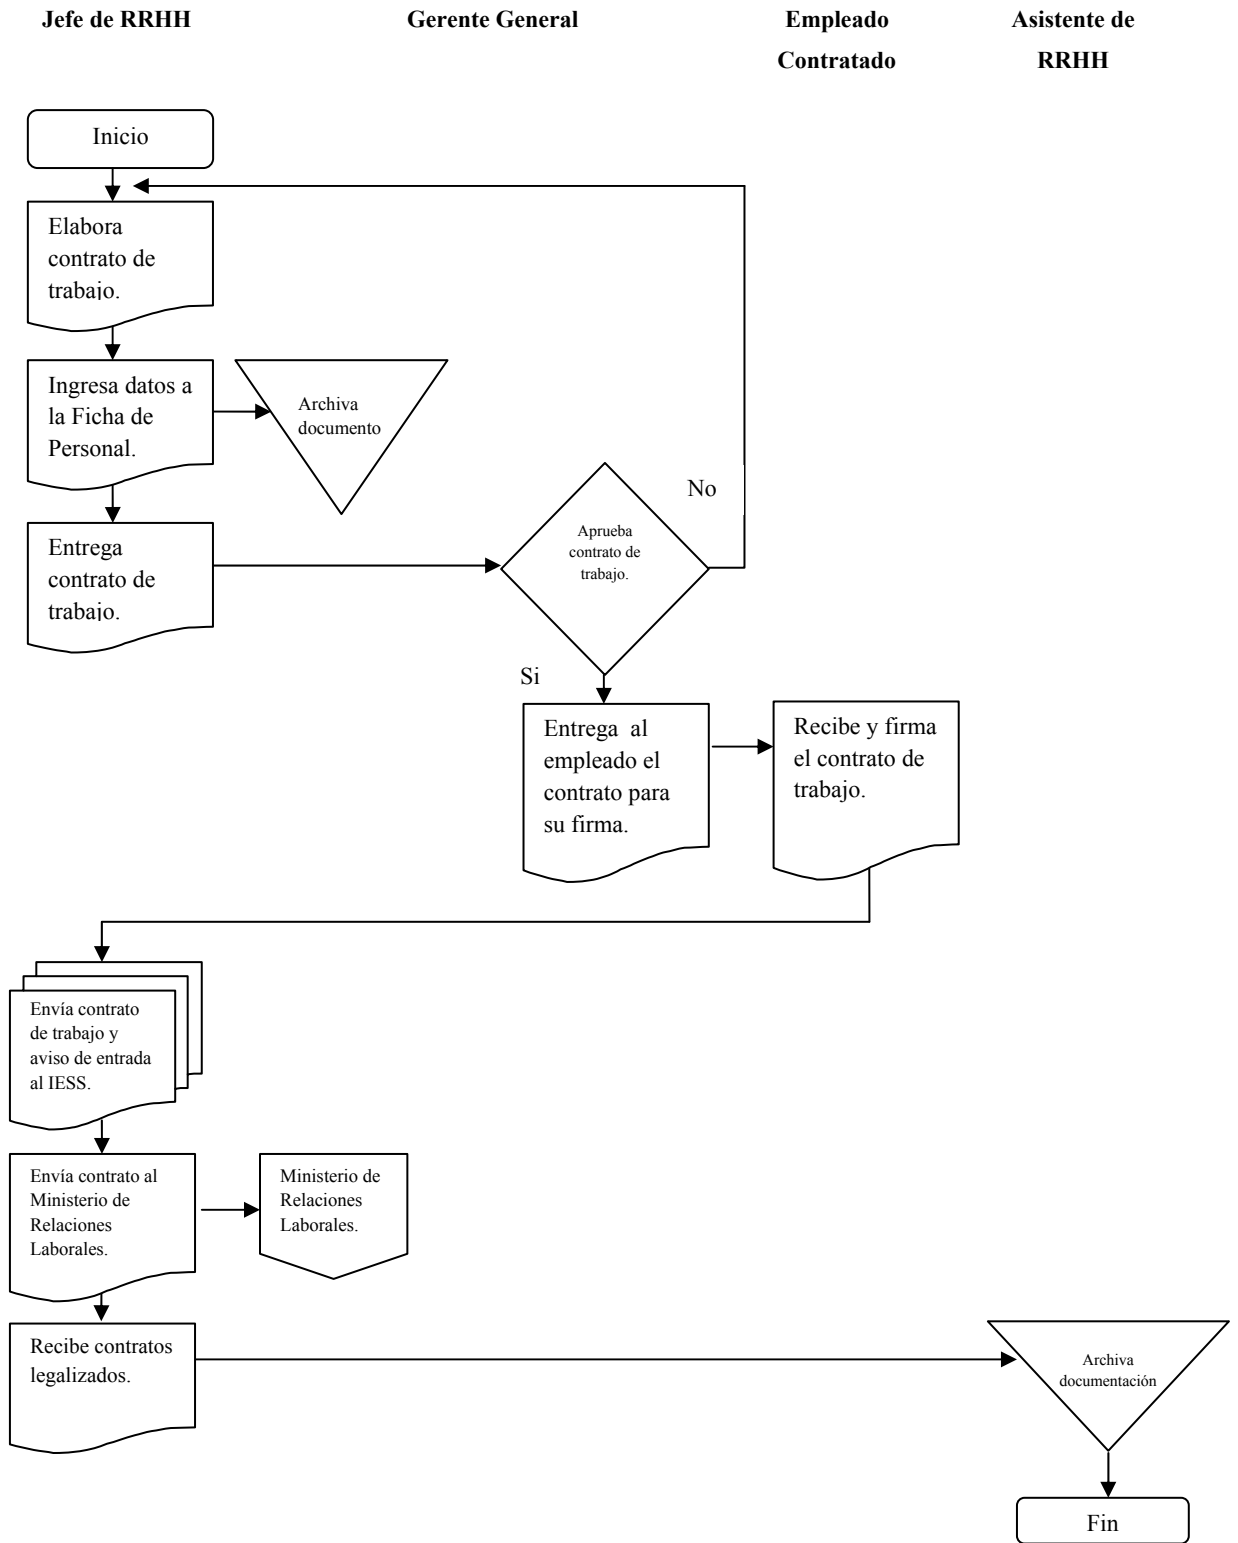 Jefe de RRHH
Gerente General
Empleado
Contratado
Asistente de
RRHH
Inicio
Elabora
contrato de
trabajo.
Ingresa datos a
la Ficha de
Personal.
Archiva
documento
Entrega
contrato de
trabajo.
Aprueba
contrato de
trabajo.
No
Si
Entrega al
empleado el
contrato para
su firma.
Recibe y firma
el contrato de
trabajo.
Envía contrato
de trabajo y
aviso de entrada
al IESS.
Envía contrato al
Ministerio de
Relaciones
Laborales.
Ministerio de
Relaciones
Laborales.
Recibe contratos
legalizados.
Archiva
documentación
Fin